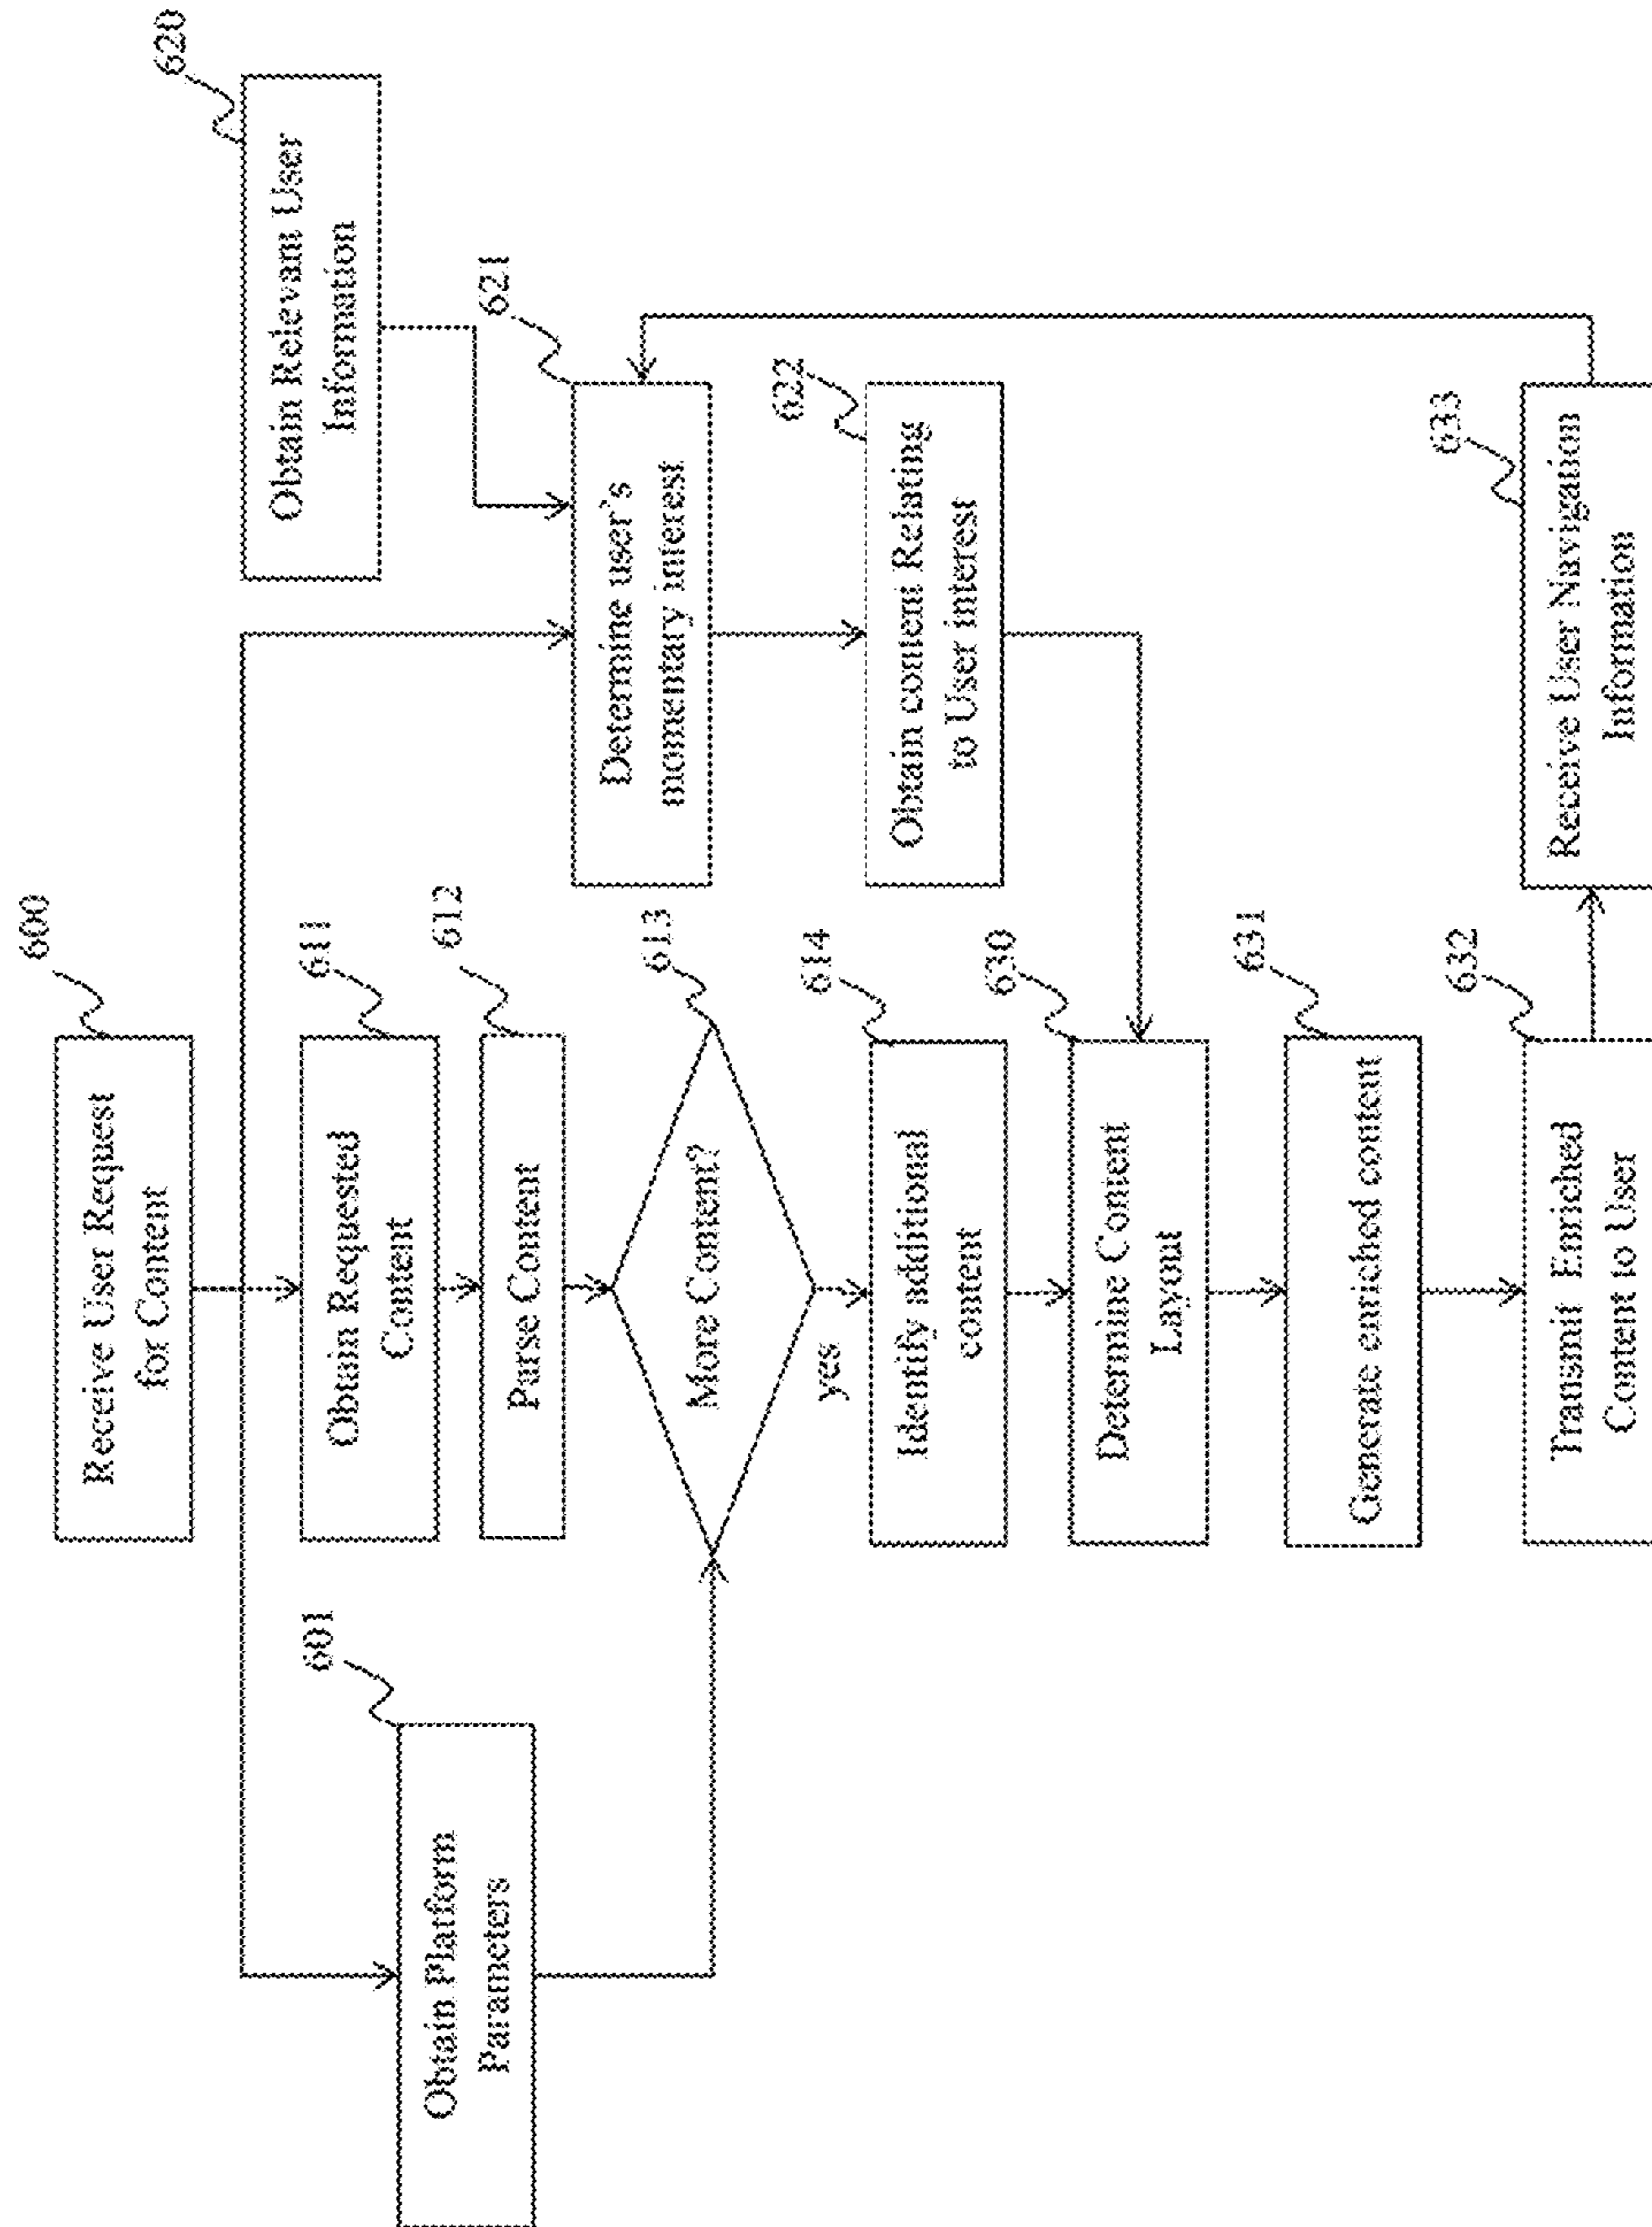 600
Receive User Request
for Content
620
Obtain Relevant User
Information
601
Obtain Platform
Parameters
611
Obtain Requested
Content
612
Parse Content
613
More Content?
yes
621
Determine user's
momentary interest
614
Identify additional
content
622
Obtain content Relating
to User interest
630
Determine Content
Layout
631
Generate enriched content
632
Transmit Enriched
Content to User
633
Receive User Navigation
Information